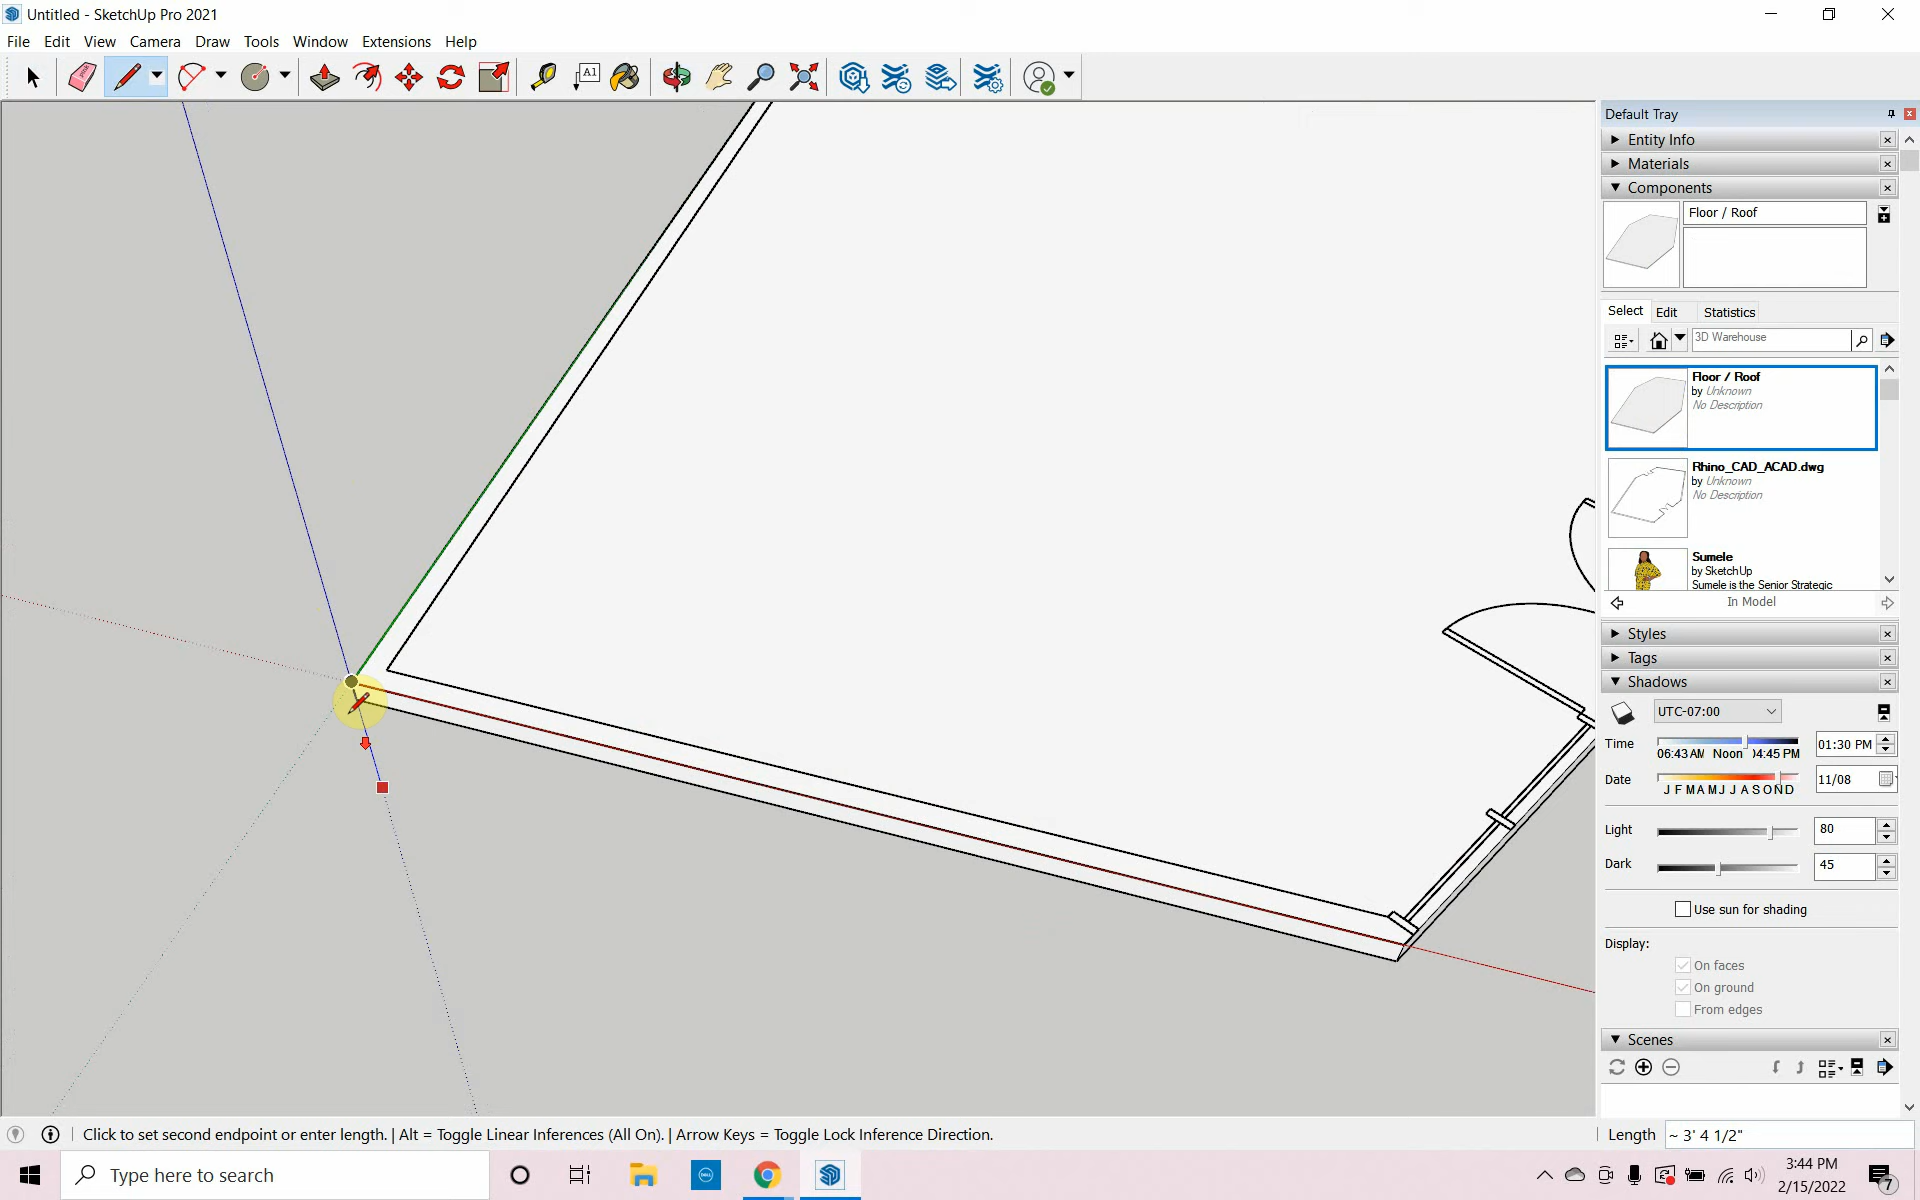 Untitled - SketchUp Pro 2021
File Edit View Camera Draw Tools Window Extensions Help
A1
Default Tray
Entity Info
Materials
Components
Floor / Roof
Select Edit Statistics
3D Warehouse
Floor / Roof
by Unknown
No Description
Rhino_CAD_ACAD.dwg
by Unknown
No Description
Sumele
by SketchUp
Sumele is the Senior Strategic
In Model
Styles
Tags
Shadows
UTC-07:00
Time 06:43 AM Noon 04:45 PM 01:30 PM
Date J F M A M J J A S O N D 11/08
Light 80
Dark 45
Use sun for shading
Display:
On faces
On ground
From edges
Scenes
Click to set second endpoint or enter length. | Alt = Toggle Linear Inferences (All On). | Arrow Keys = Toggle Lock Inference Direction.
Length ~ 3' 4 1/2"
Type here to search
DELL
3:44 PM
2/15/2022
7